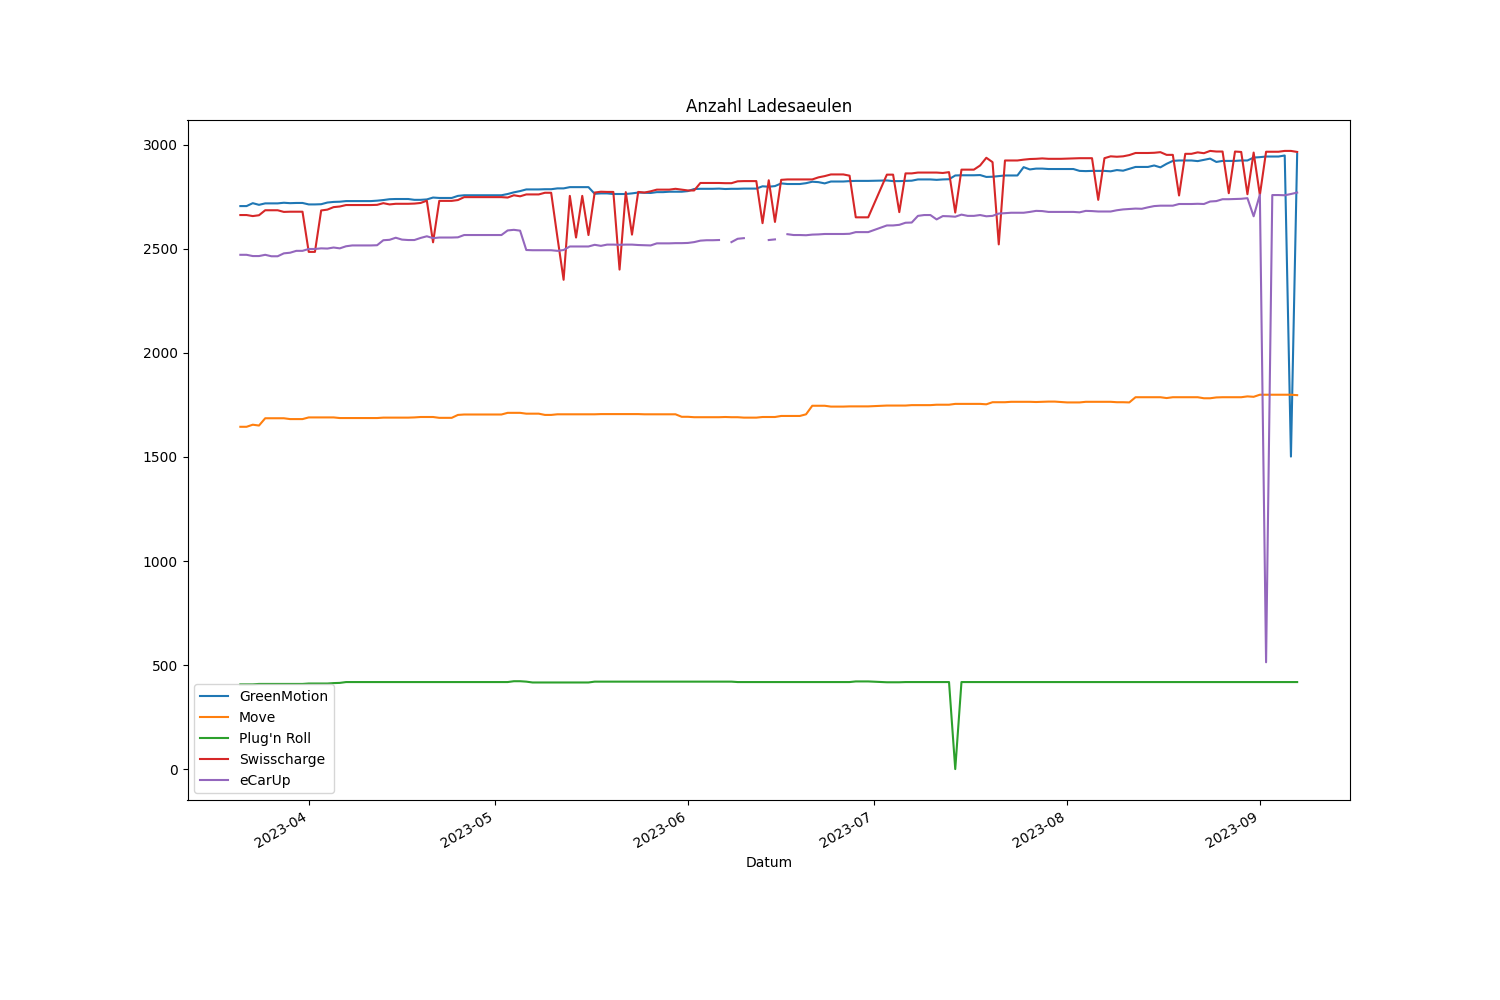 Anzahl Ladesaeulen
3000
2500
2000
1500
1000
500
0
GreenMotion
Move
Plug'n Roll
Swisscharge
eCarUp
2023-04
2023-05
2023-06
2023-07
2023-08
2023-09
Datum